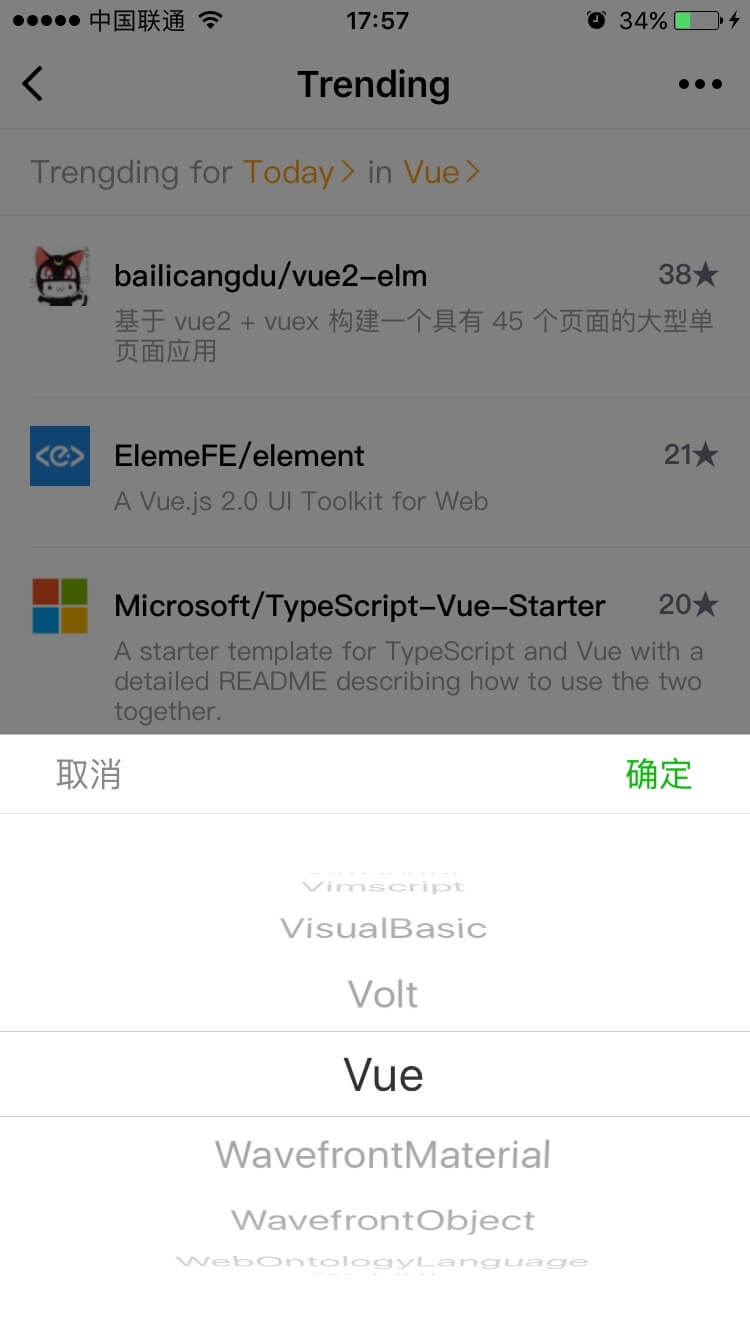 中国联通 17:57 34%
Trending
Trengding for Today> in Vue>
bailicangdu/vue2-elm 38★
基于 vue2 + vuex 构建一个具有 45 个页面的大型单
页面应用
<e>
ElemeFE/element 21★
A Vue.js 2.0 UI Toolkit for Web
Microsoft/TypeScript-Vue-Starter 20★
A starter template for TypeScript and Vue with a
detailed README describing how to use the two
together.
取消 确定
Vimscript
VisualBasic
Volt
Vue
WavefrontMaterial
WavefrontObject
WebOntologyLanguage